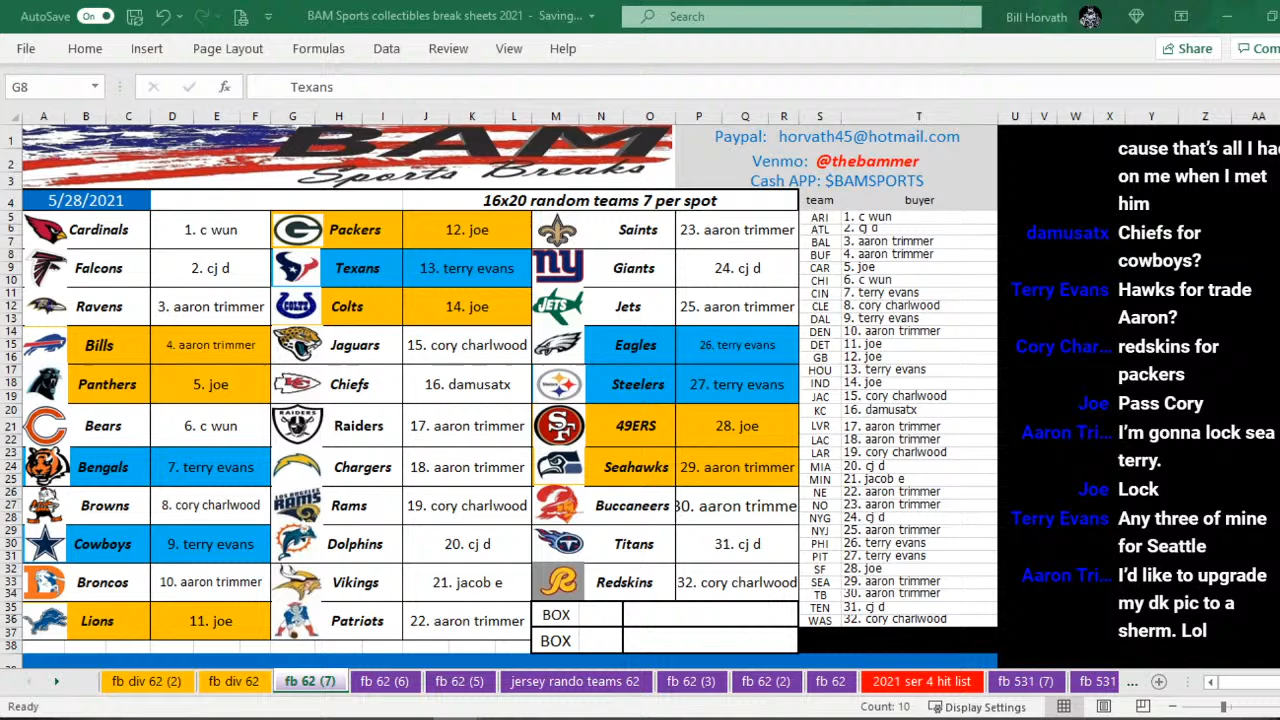 AutoSave On BAM Sports collectibles break sheets 2021 - Saving... Search Bill Horvath
File Home Insert Page Layout Formulas Data Review View Help Share Com
G8 fx Texans
A B C D E F G H I J K L M N O P Q R S T U V W X Y Z AA
BAM
Sports Breaks
Paypal: horvath45@hotmail.com
Venmo: @thebammer
Cash APP: $BAMSPORTS
5/28/2021 16x20 random teams 7 per spot team buyer
Cardinals 1. c wun Packers 12. joe Saints 23. aaron trimmer
Falcons 2. cj d Texans 13. terry evans Giants 24. cj d
Ravens 3. aaron trimmer Colts 14. joe Jets 25. aaron trimmer
Bills 4. aaron trimmer Jaguars 15. cory charlwood Eagles 26. terry evans
Panthers 5. joe Chiefs 16. damusatx Steelers 27. terry evans
Bears 6. c wun Raiders 17. aaron trimmer 49ERS 28. joe
Bengals 7. terry evans Chargers 18. aaron trimmer Seahawks 29. aaron trimmer
Browns 8. cory charlwood Rams 19. cory charlwood Buccaneers 30. aaron trimme
Cowboys 9. terry evans Dolphins 20. cj d Titans 31. cj d
Broncos 10. aaron trimmer Vikings 21. jacob e Redskins 32. cory charlwood
Lions 11. joe Patriots 22. aaron trimmer BOX
BOX
ARI 1. c wun
ATL 2. cj d
BAL 3. aaron trimmer
BUF 4. aaron trimmer
CAR 5. joe
CHI 6. c wun
CIN 7. terry evans
CLE 8. cory charlwood
DAL 9. terry evans
DEN 10. aaron trimmer
DET 11. joe
GB 12. joe
HOU 13. terry evans
IND 14. joe
JAC 15. cory charlwood
KC 16. damusatx
LVR 17. aaron trimmer
LAC 18. aaron trimmer
LAR 19. cory charlwood
MIA 20. cj d
MIN 21. jacob e
NE 22. aaron trimmer
NO 23. aaron trimmer
NYG 24. cj d
NYJ 25. aaron trimmer
PHI 26. terry evans
PIT 27. terry evans
SF 28. joe
SEA 29. aaron trimmer
TB 30. aaron trimmer
TEN 31. cj d
WAS 32. cory charlwood
cause that's all I had
on me when I met
him
damusatx Chiefs for
cowboys?
Terry Evans Hawks for trade
Aaron?
Cory Char... redskins for
packers
Joe Pass Cory
Aaron Tri... I'm gonna lock sea
terry.
Joe Lock
Terry Evans Any three of mine
for Seattle
Aaron Tri... I'd like to upgrade
my dk pic to a
sherm. Lol
fb div 62 (2) fb div 62 fb 62 (7) fb 62 (6) fb 62 (5) jersey rando teams 62 fb 62 (3) fb 62 (2) fb 62 2021 ser 4 hit list fb 531 (7) fb 531 ...
Ready Count: 10 Display Settings